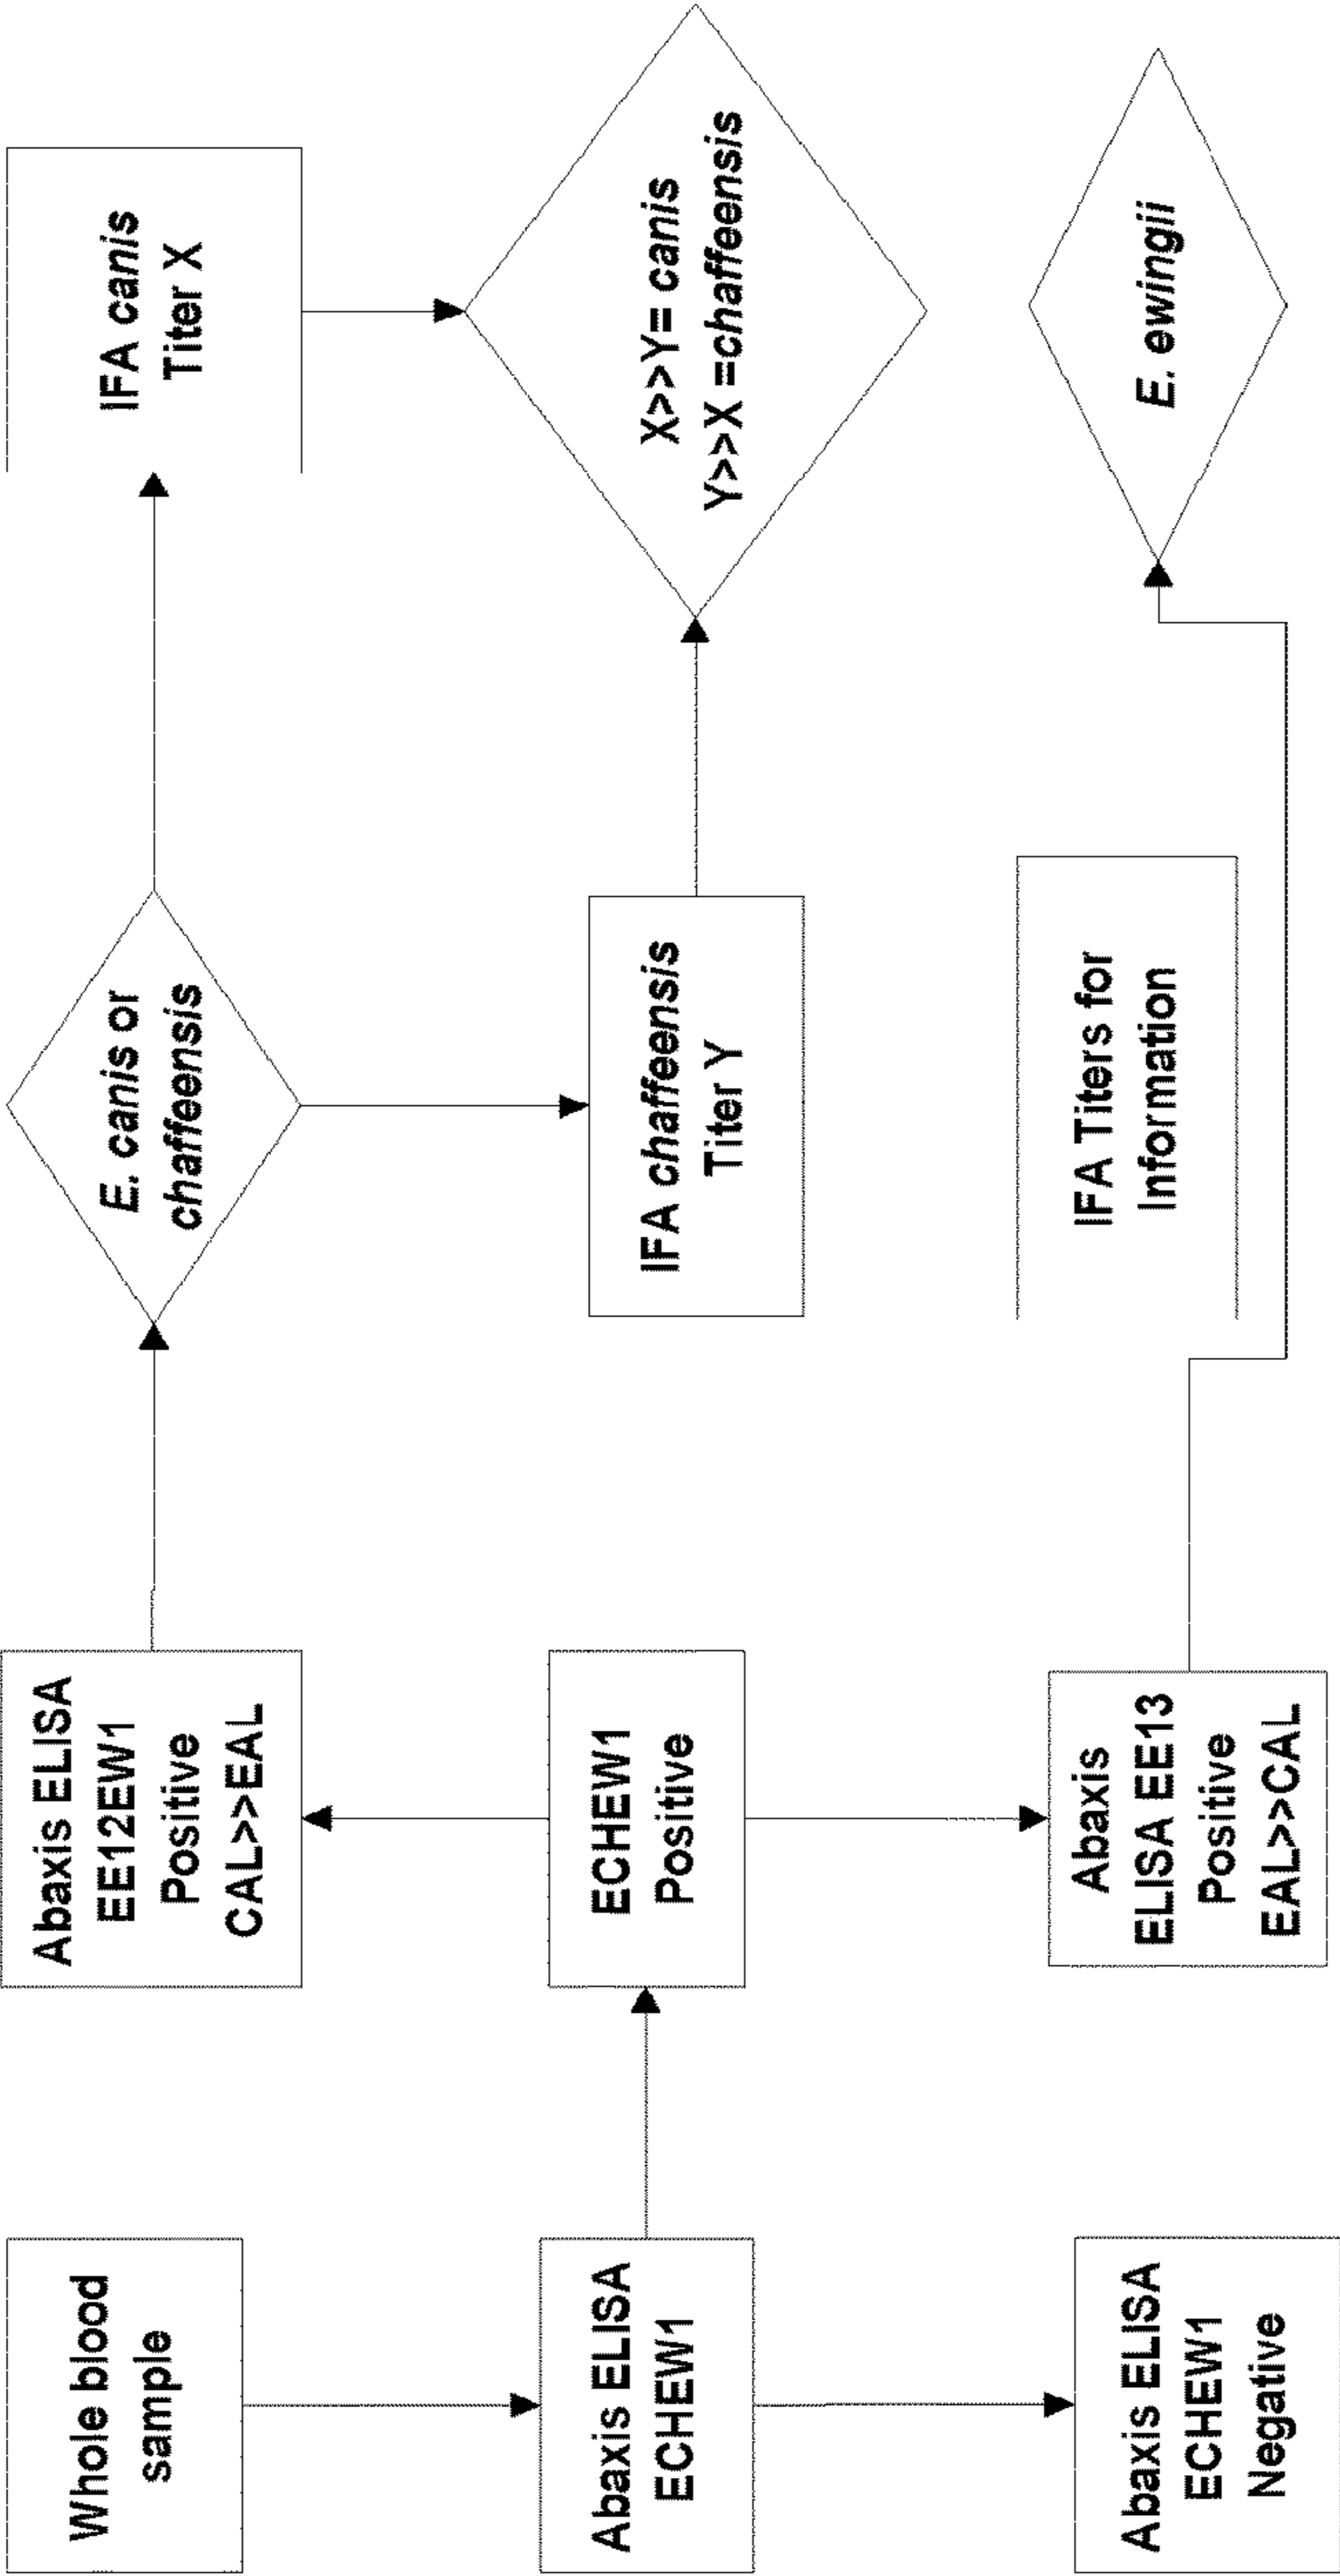 Whole blood
sample
Abaxis ELISA
ECHEW1
Abaxis ELISA
ECHEW1
Negative
Abaxis ELISA
EE12EW1
Positive
CAL>>EAL
ECHEW1
Positive
Abaxis
ELISA EE13
Positive
EAL>>CAL
E. canis or
chaffeensis
IFA chaffeensis
Titer Y
IFA Titers for
Information
IFA canis
Titer X
X>>Y= canis
Y>>X =chaffeensis
E. ewingii